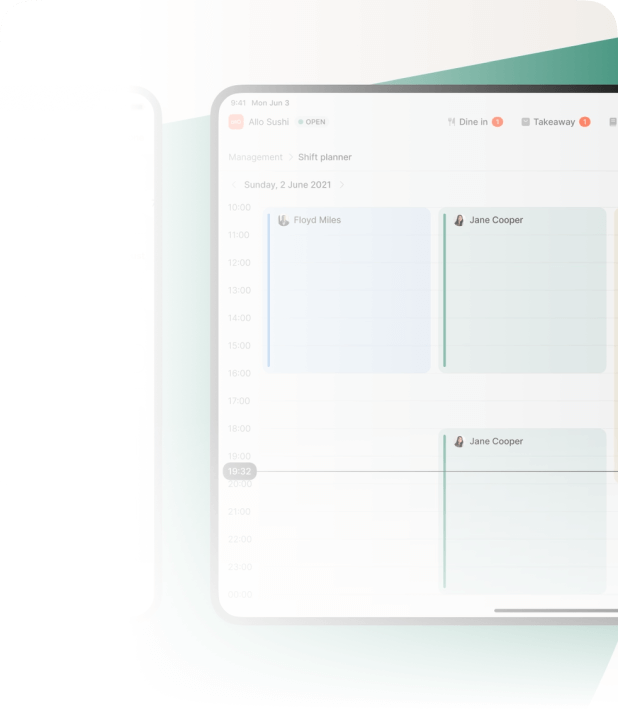 9:41 Mon Jun 3
Allo Sushi OPEN Dine in 1 Takeaway 1
Management > Shift planner
< Sunday, 2 June 2021 >
10:00
Floyd Miles Jane Cooper
11:00
12:00
13:00
14:00
15:00
16:00
17:00
18:00
Jane Cooper
19:00
19:32
20:00
21:00
22:00
23:00
00:00